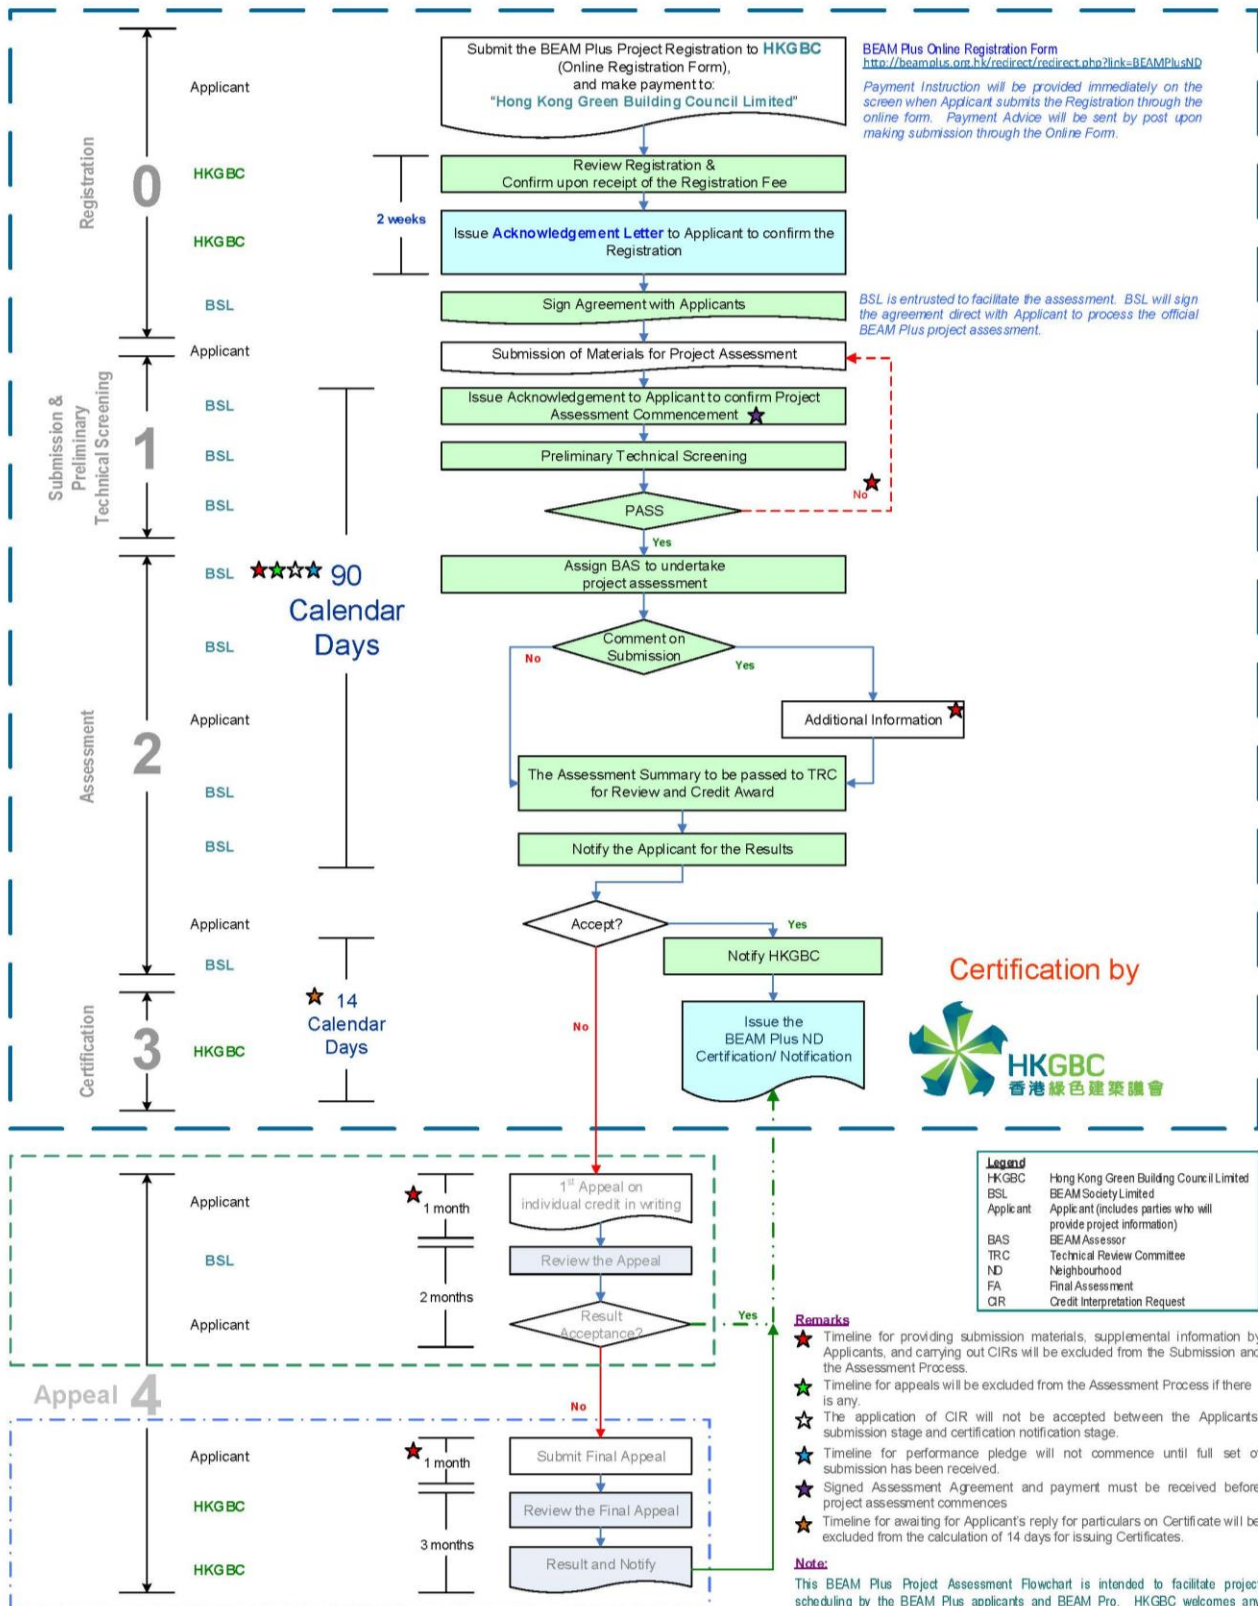 Submit the BEAM Plus Project Registration to HKGBC
(Online Registration Form),
and make payment to:
"Hong Kong Green Building Council Limited"
BEAM Plus Online Registration Form
http://beamplus.org.hk/redirect/redirect.php?link=BEAMPlusND
Payment Instruction will be provided immediately on the
screen when Applicant submits the Registration through the
online form. Payment Advice will be sent by post upon
making submission through the Online Form.
Registration
0
Applicant
HKGBC
HKGBC
BSL
2 weeks
Review Registration &
Confirm upon receipt of the Registration Fee
Issue Acknowledgement Letter to Applicant to confirm the
Registration
Sign Agreement with Applicants
BSL is entrusted to facilitate the assessment. BSL will sign
the agreement direct with Applicant to process the official
BEAM Plus project assessment.
Submission &
Preliminary
Technical Screening
1
Applicant
BSL
BSL
BSL
Submission of Materials for Project Assessment
Issue Acknowledgement to Applicant to confirm Project
Assessment Commencement
Preliminary Technical Screening
PASS
No
Yes
Assessment
2
BSL
BSL
Applicant
BSL
BSL
Applicant
BSL
90
Calendar
Days
Assign BAS to undertake
project assessment
Comment on
Submission
No
Yes
Additional Information
The Assessment Summary to be passed to TRC
for Review and Credit Award
Notify the Applicant for the Results
Accept?
Yes
No
Notify HKGBC
Certification
3
HKGBC
14
Calendar
Days
Issue the
BEAM Plus ND
Certification/ Notification
Certification by
HKGBC
香港綠色建築議會
Appeal 4
Applicant
BSL
Applicant
1 month
2 months
1st Appeal on
individual credit in writing
Review the Appeal
Result
Acceptance?
Yes
No
Applicant
HKGBC
HKGBC
1 month
3 months
Submit Final Appeal
Review the Final Appeal
Result and Notify
Legend
HKGBC Hong Kong Green Building Council Limited
BSL BEAM Society Limited
Applicant Applicant (includes parties who will
provide project information)
BAS BEAM Assessor
TRC Technical Review Committee
ND Neighbourhood
FA Final Assessment
CIR Credit Interpretation Request
Remarks
Timeline for providing submission materials, supplemental information by
Applicants, and carrying out CIRs will be excluded from the Submission and
the Assessment Process.
Timeline for appeals will be excluded from the Assessment Process if there
is any.
The application of CIR will not be accepted between the Applicants
submission stage and certification notification stage.
Timeline for performance pledge will not commence until full set of
submission has been received.
Signed Assessment Agreement and payment must be received before
project assessment commences
Timeline for awaiting for Applicant's reply for particulars on Certificate will be
excluded from the calculation of 14 days for issuing Certificates.
Note:
This BEAM Plus Project Assessment Flowchart is intended to facilitate project
scheduling by the BEAM Plus applicants and BEAM Pro. HKGBC welcomes any